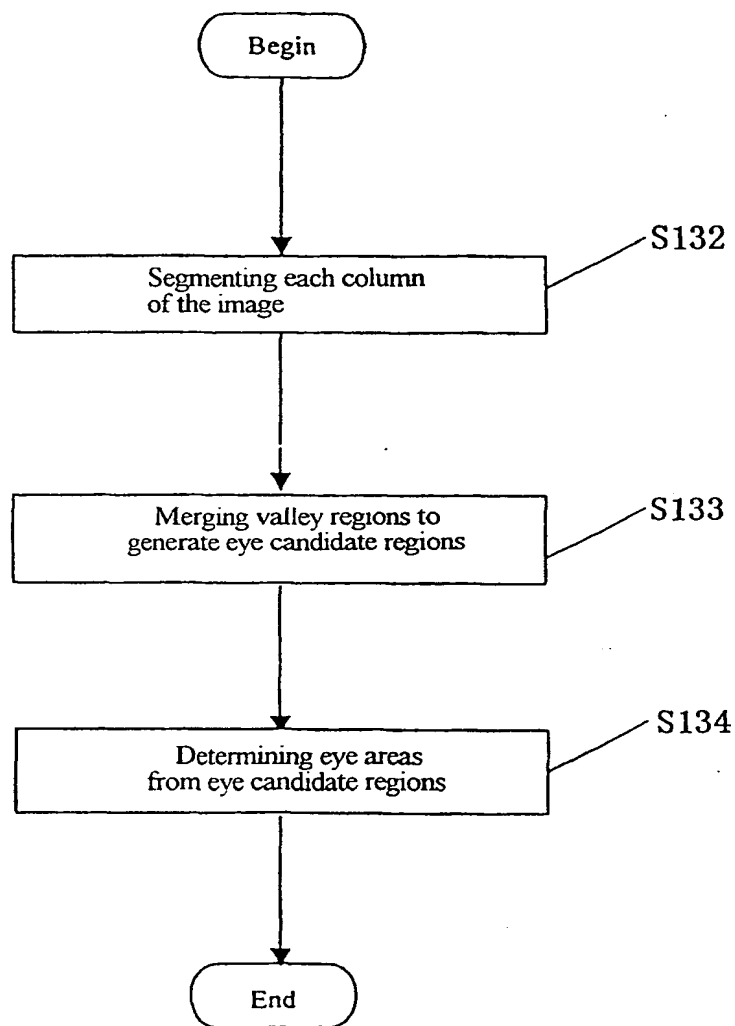 Begin
S132
Segmenting each column
of the image
S133
Merging valley regions to
generate eye candidate regions
S134
Determining eye areas
from eye candidate regions
End